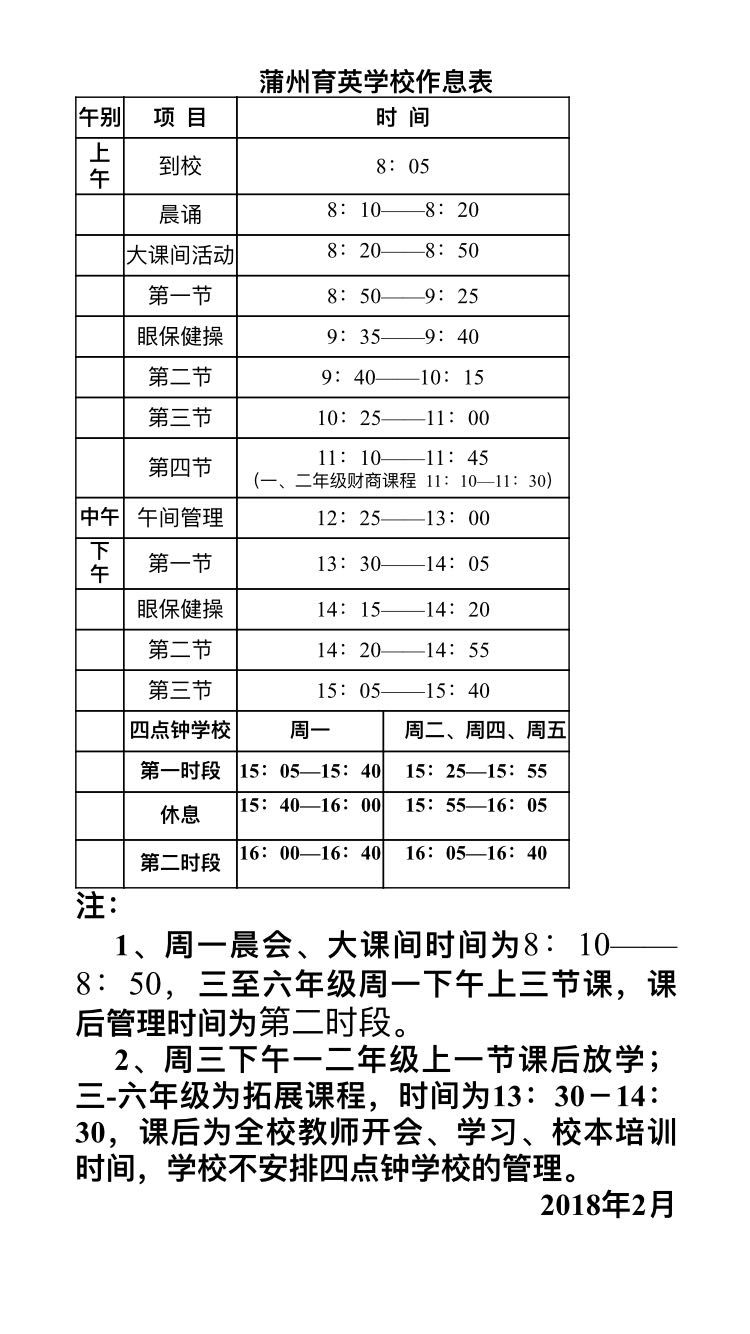 蒲州育英学校作息表
午别 项 目 时 间
上午 到校 8：05
晨诵 8：10——8：20
大课间活动 8：20——8：50
第一节 8：50——9：25
眼保健操 9：35——9：40
第二节 9：40——10：15
第三节 10：25——11：00
第四节 11：10——11：45
（一、二年级财商课程 11：10—11：30）
中午 午间管理 12：25——13：00
下午 第一节 13：30——14：05
眼保健操 14：15——14：20
第二节 14：20——14：55
第三节 15：05——15：40
四点钟学校 周一 周二、周四、周五
第一时段 15：05—15：40 15：25—15：55
休息 15：40—16：00 15：55—16：05
第二时段 16：00—16：40 16：05—16：40
注：
1、周一晨会、大课间时间为8：10——
8：50，三至六年级周一下午上三节课，课
后管理时间为第二时段。
2、周三下午一二年级上一节课后放学；
三-六年级为拓展课程，时间为13：30－14：
30，课后为全校教师开会、学习、校本培训
时间，学校不安排四点钟学校的管理。
2018年2月